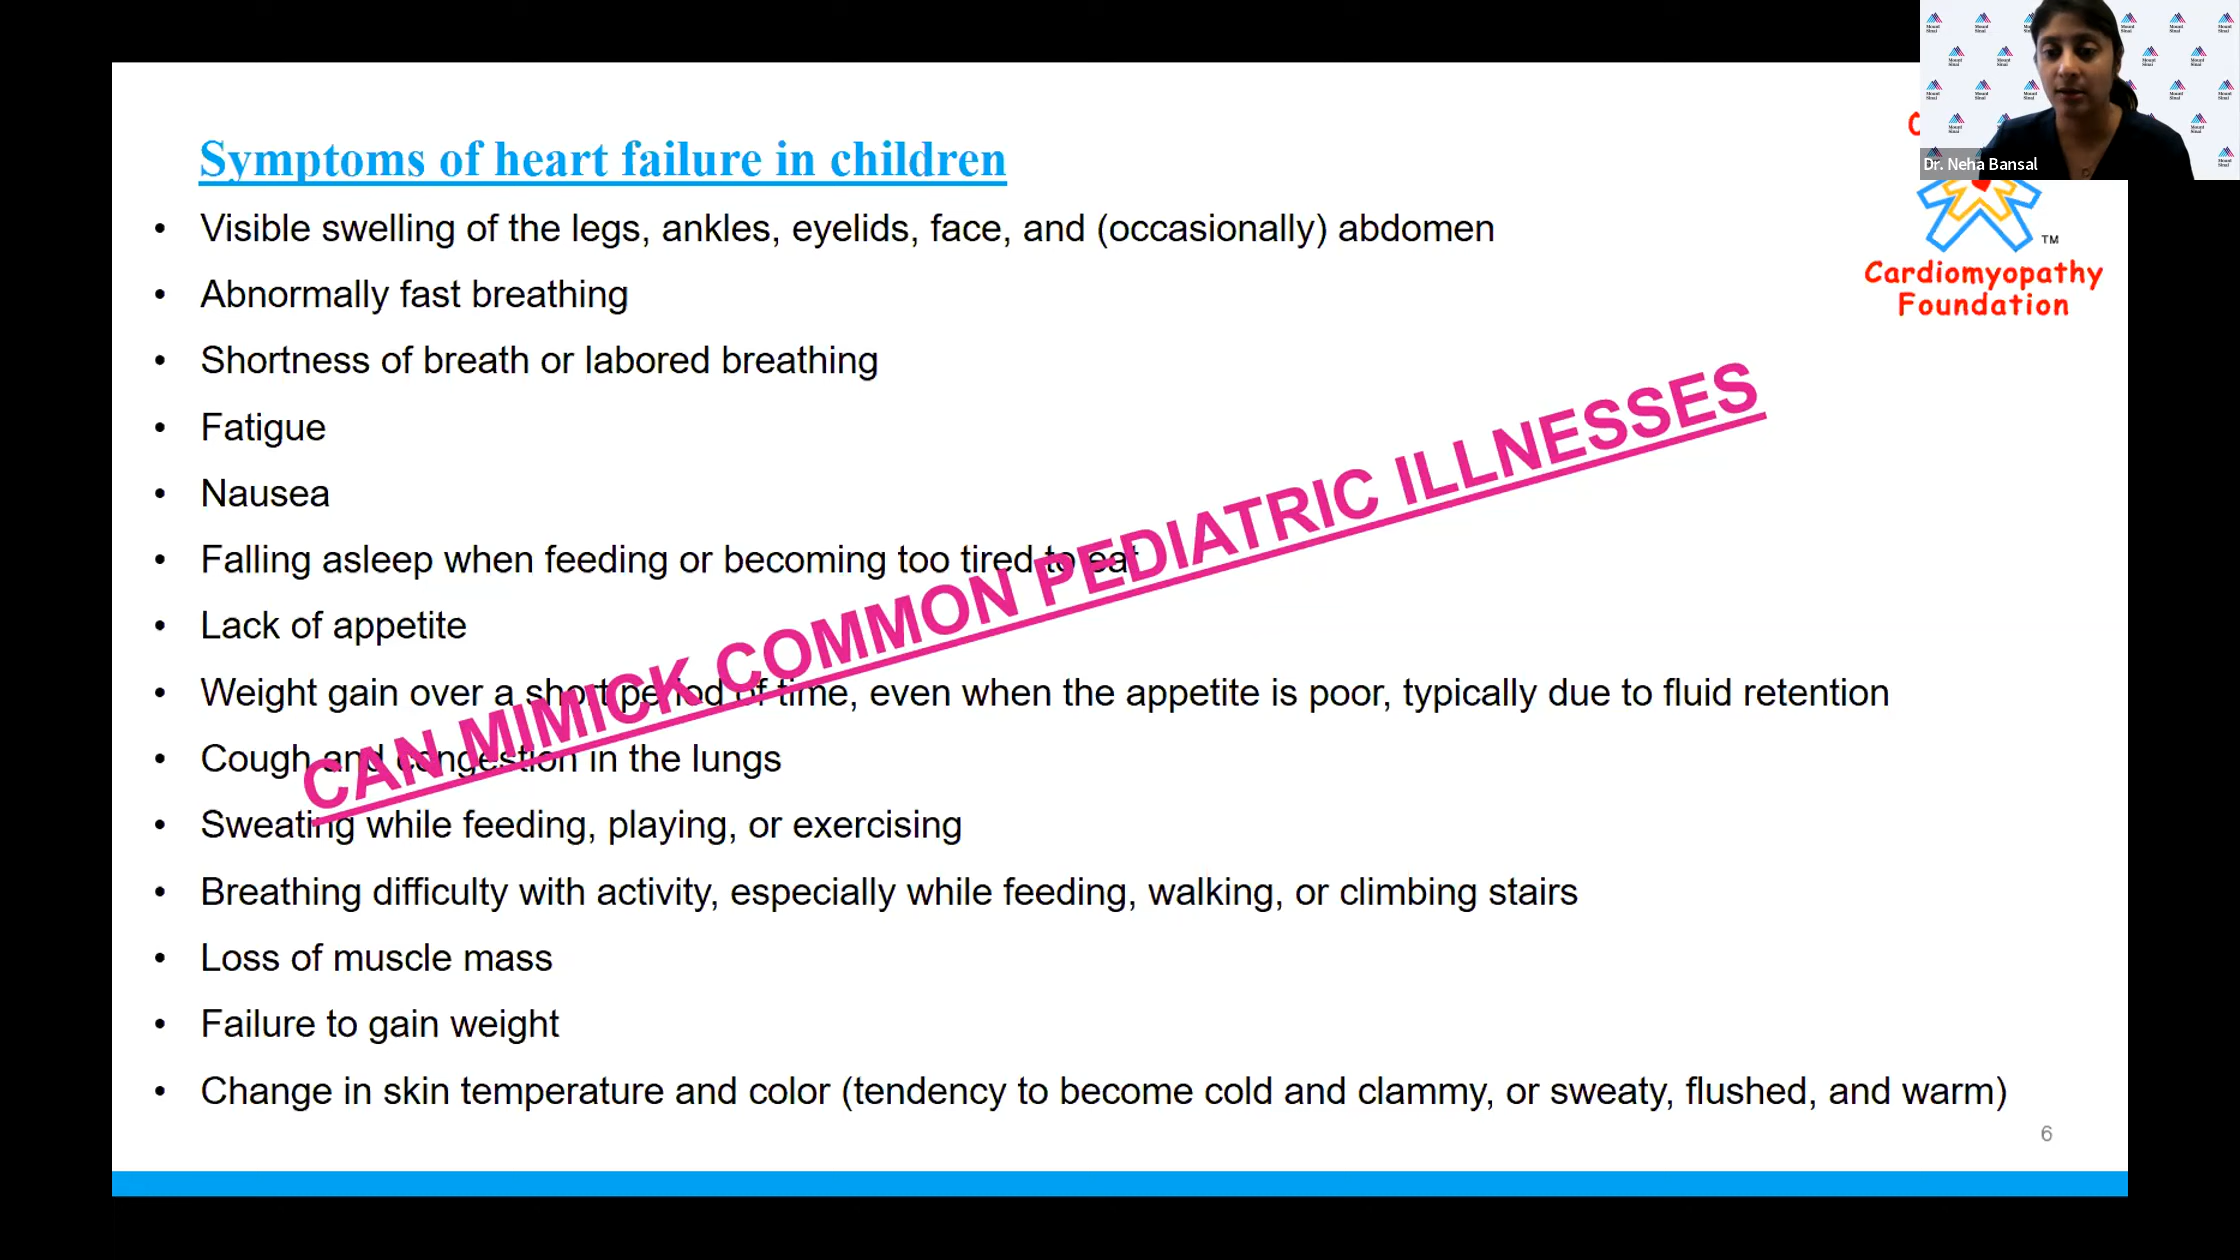 Symptoms of heart failure in children
• Visible swelling of the legs, ankles, eyelids, face, and (occasionally) abdomen
• Abnormally fast breathing
• Shortness of breath or labored breathing
• Fatigue
• Nausea
• Falling asleep when feeding or becoming too tired to eat
• Lack of appetite
• Weight gain over a short period of time, even when the appetite is poor, typically due to fluid retention
• Cough and congestion in the lungs
• Sweating while feeding, playing, or exercising
• Breathing difficulty with activity, especially while feeding, walking, or climbing stairs
• Loss of muscle mass
• Failure to gain weight
• Change in skin temperature and color (tendency to become cold and clammy, or sweaty, flushed, and warm)
CAN MIMICK COMMON PEDIATRIC ILLNESSES
Dr. Neha Bansal
Mount
Sinai
TM
Cardiomyopathy
Foundation
6